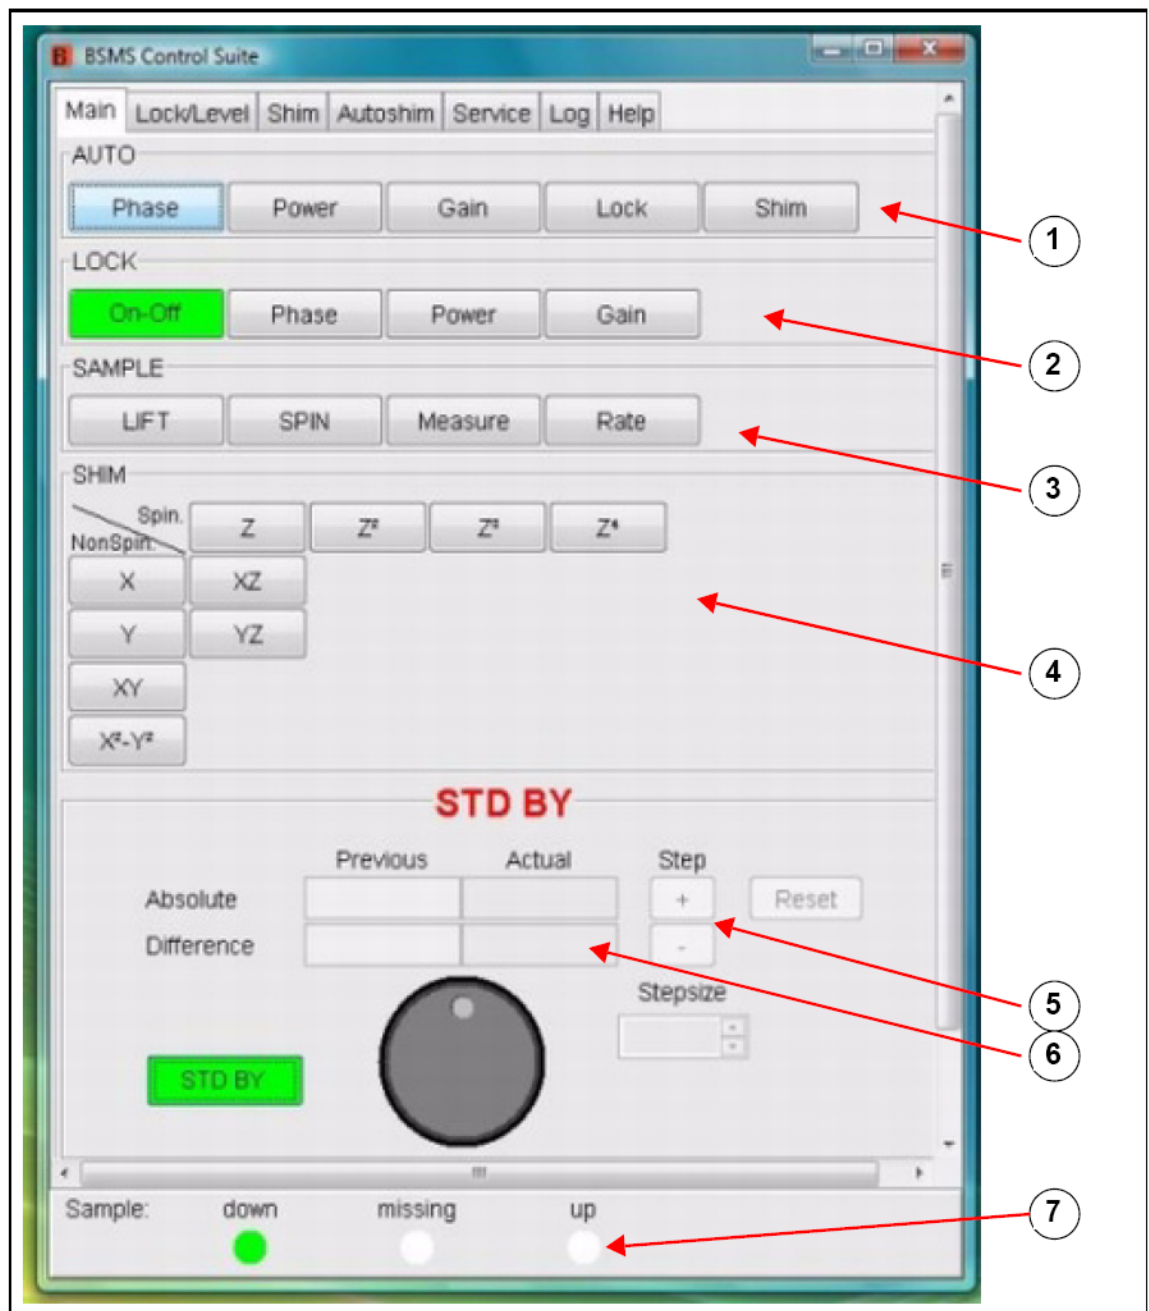 B BSMS Control Suite
Main Lock/Level Shim Autoshim Service Log Help
AUTO
Phase Power Gain Lock Shim
1
LOCK
On-Off Phase Power Gain
2
SAMPLE
LIFT SPIN Measure Rate
3
SHIM
Spin. Z Z² Z³ Z⁴
NonSpin.
X XZ
Y YZ
4
XY
X²-Y²
STD BY
Previous Actual Step
Absolute + Reset
Difference -
Stepsize
5
6
STD BY
Sample: down missing up
7